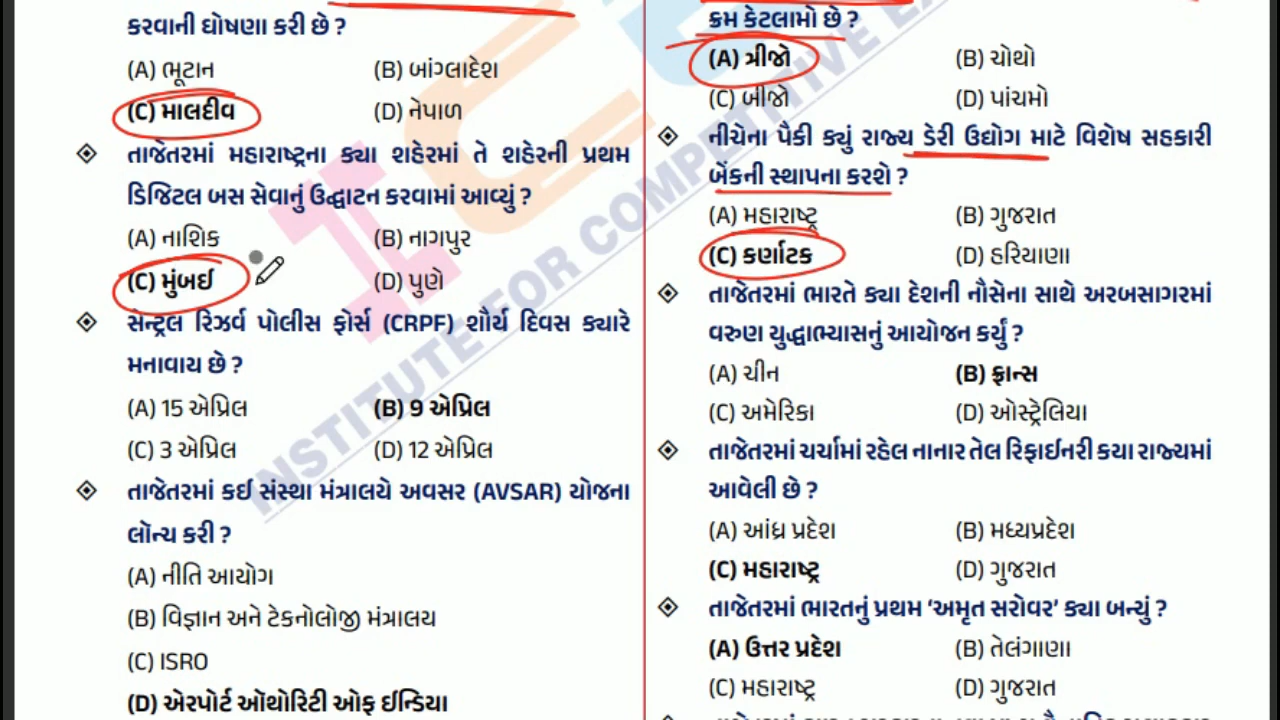 કરવાની ઘોષણા કરી છે ?
(A) ભૂટાન (B) બાંગ્લાદેશ
(C) માલદીવ (D) નેપાળ
તાજેતરમાં મહારાષ્ટ્રના ક્યા શહેરમાં તે શહેરની પ્રથમ
ડિજિટલ બસ સેવાનું ઉદ્ઘાટન કરવામાં આવ્યું ?
(A) નાશિક (B) નાગપુર
(C) મુંબઈ (D) પુણે
સેન્ટ્રલ રિઝર્વ પોલીસ ફોર્સ (CRPF) શૌર્ય દિવસ ક્યારે
મનાવાય છે ?
(A) 15 એપ્રિલ (B) 9 એપ્રિલ
(C) 3 એપ્રિલ (D) 12 એપ્રિલ
તાજેતરમાં કઈ સંસ્થા મંત્રાલયે અવસર (AVSAR) યોજના
લૉન્ચ કરી ?
(A) નીતિ આયોગ
(B) વિજ્ઞાન અને ટેકનોલોજી મંત્રાલય
(C) ISRO
(D) એરપોર્ટ ઑથોરિટી ઓફ ઈન્ડિયા
ક્રમ કેટલામો છે ?
(A) ત્રીજો (B) ચોથો
(C) બીજો (D) પાંચમો
નીચેના પૈકી ક્યું રાજ્ય ડેરી ઉદ્યોગ માટે વિશેષ સહકારી
બેંકની સ્થાપના કરશે ?
(A) મહારાષ્ટ્ર (B) ગુજરાત
(C) કર્ણાટક (D) હરિયાણા
તાજેતરમાં ભારતે ક્યા દેશની નૌસેના સાથે અરબસાગરમાં
વરુણ યુદ્ધાભ્યાસનું આયોજન કર્યું ?
(A) ચીન (B) ફ્રાન્સ
(C) અમેરિકા (D) ઓસ્ટ્રેલિયા
તાજેતરમાં ચર્ચામાં રહેલ નાનાર તેલ રિફાઈનરી કયા રાજ્યમાં
આવેલી છે ?
(A) આંધ્ર પ્રદેશ (B) મધ્યપ્રદેશ
(C) મહારાષ્ટ્ર (D) ગુજરાત
તાજેતરમાં ભારતનું પ્રથમ ‘અમૃત સરોવર’ ક્યા બન્યું ?
(A) ઉત્તર પ્રદેશ (B) તેલંગાણા
(C) મહારાષ્ટ્ર (D) ગુજરાત
INSTITUTE FOR COMPETITIVE